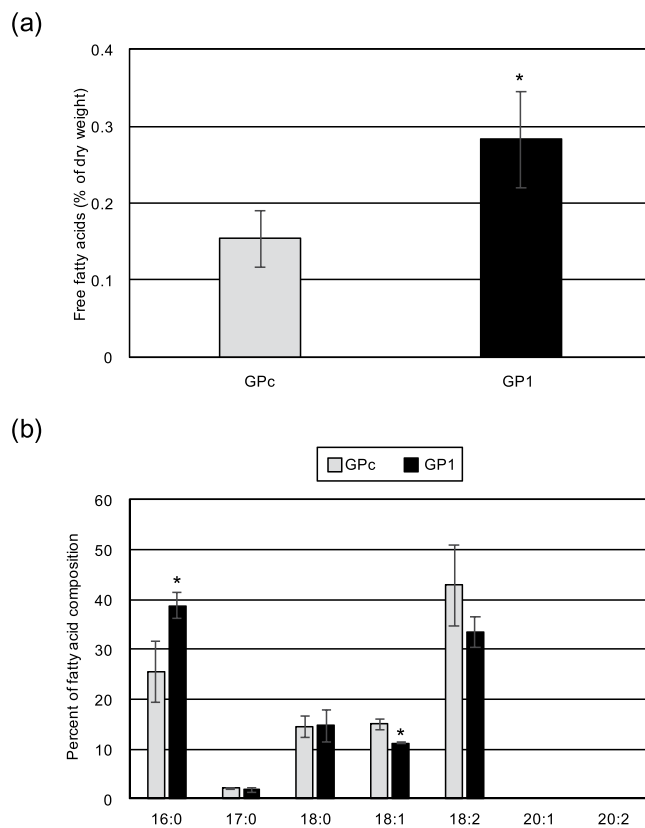 (a)
Free fatty acids (% of dry weight)
0.4
0.3
0.2
0.1
0
*
GPc GP1
(b)
GPc GP1
Percent of fatty acid composition
60
50
40
30
20
10
0
*
*
16:0 17:0 18:0 18:1 18:2 20:1 20:2